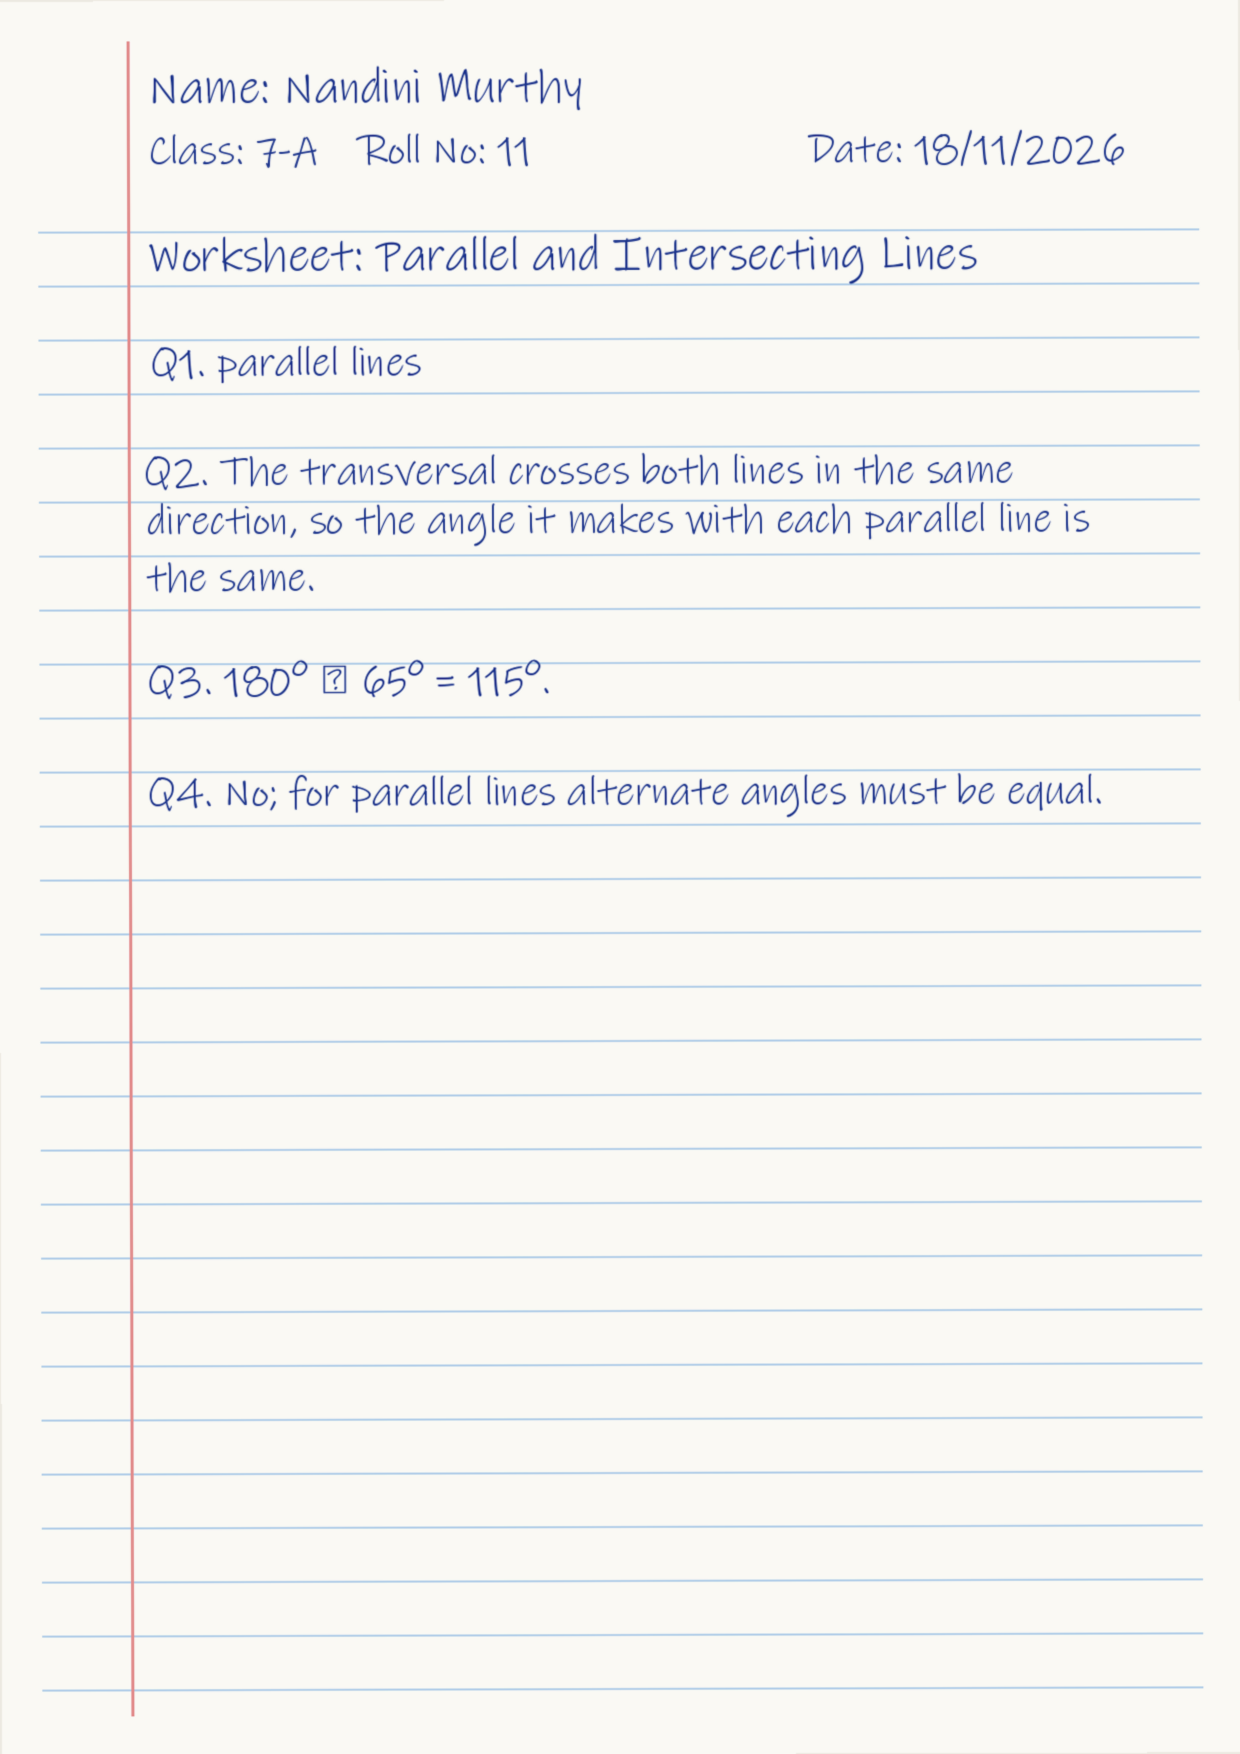 Name: Nandini Murthy
Class: 7-A Roll No: 11 Date: 18/11/2026
Worksheet: Parallel and Intersecting Lines
Q1. parallel lines
Q2. The transversal crosses both lines in the same
direction, so the angle it makes with each parallel line is
the same.
Q3. 180° 65° = 115°.
Q4. No; for parallel lines alternate angles must be equal.